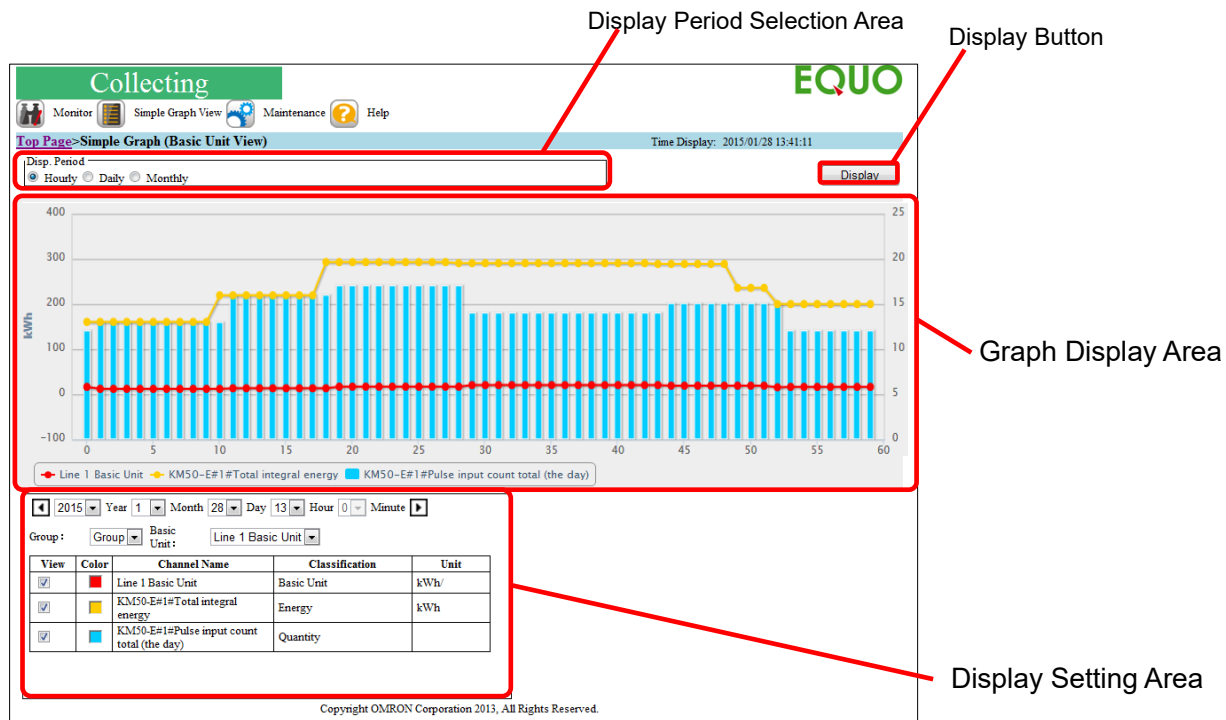 Display Period Selection Area
Display Button
Collecting
EQUO
Monitor Simple Graph View Maintenance Help
Top Page>Simple Graph (Basic Unit View) Time Display: 2015/01/28 13:41:11
Disp. Period
Hourly Daily Monthly
Display
400 25
300 20
200 15
kWh
100 10
0 5
-100 0
0 5 10 15 20 25 30 35 40 45 50 55 60
Line 1 Basic Unit KM50-E#1#Total integral energy KM50-E#1#Pulse input count total (the day)
Graph Display Area
2015 Year 1 Month 28 Day 13 Hour 0 Minute
Group: Group Basic Unit: Line 1 Basic Unit
View Color Channel Name Classification Unit
Line 1 Basic Unit Basic Unit kWh/
KM50-E#1#Total integral
energy Energy kWh
KM50-E#1#Pulse input count
total (the day) Quantity
Display Setting Area
Copyright OMRON Corporation 2013, All Rights Reserved.